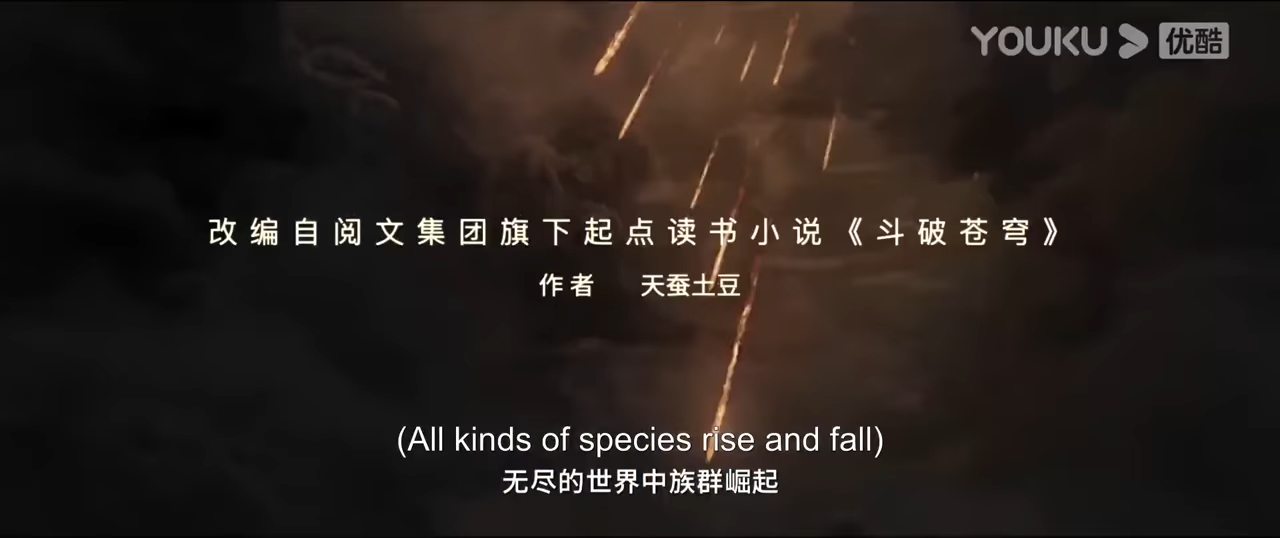 YOUKU 优酷
改编自阅文集团旗下起点读书小说《斗破苍穹》
作者 天蚕土豆
(All kinds of species rise and fall)
无尽的世界中族群崛起